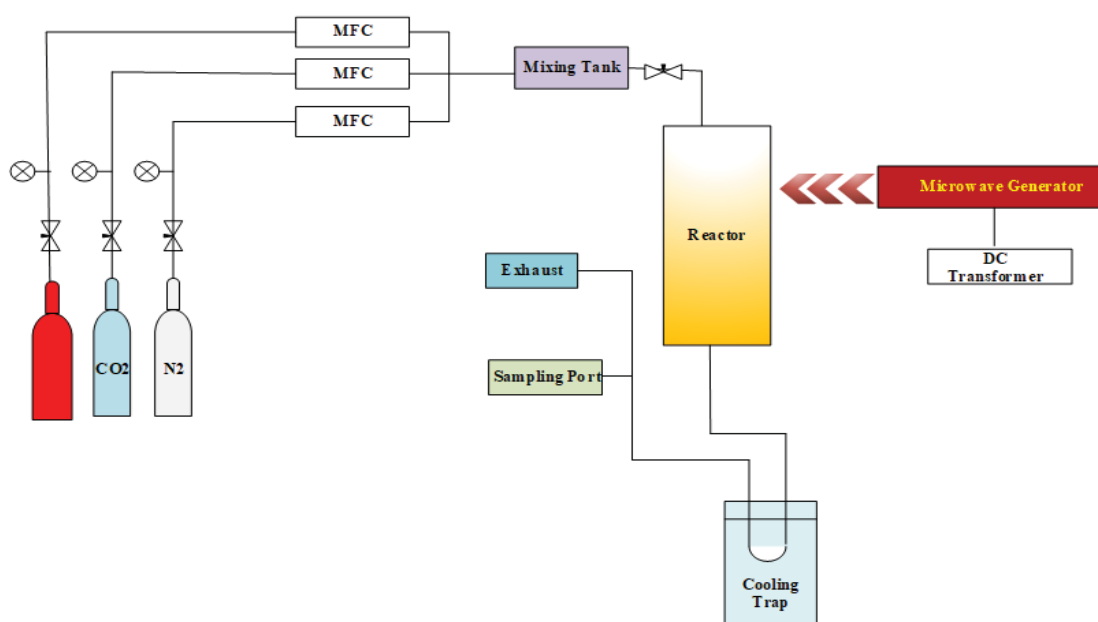 MFC
MFC
MFC
Mixing Tank
Microwave Generator
Reactor
DC
Transformer
Exhaust
Sampling Port
CO2
N2
Cooling
Trap